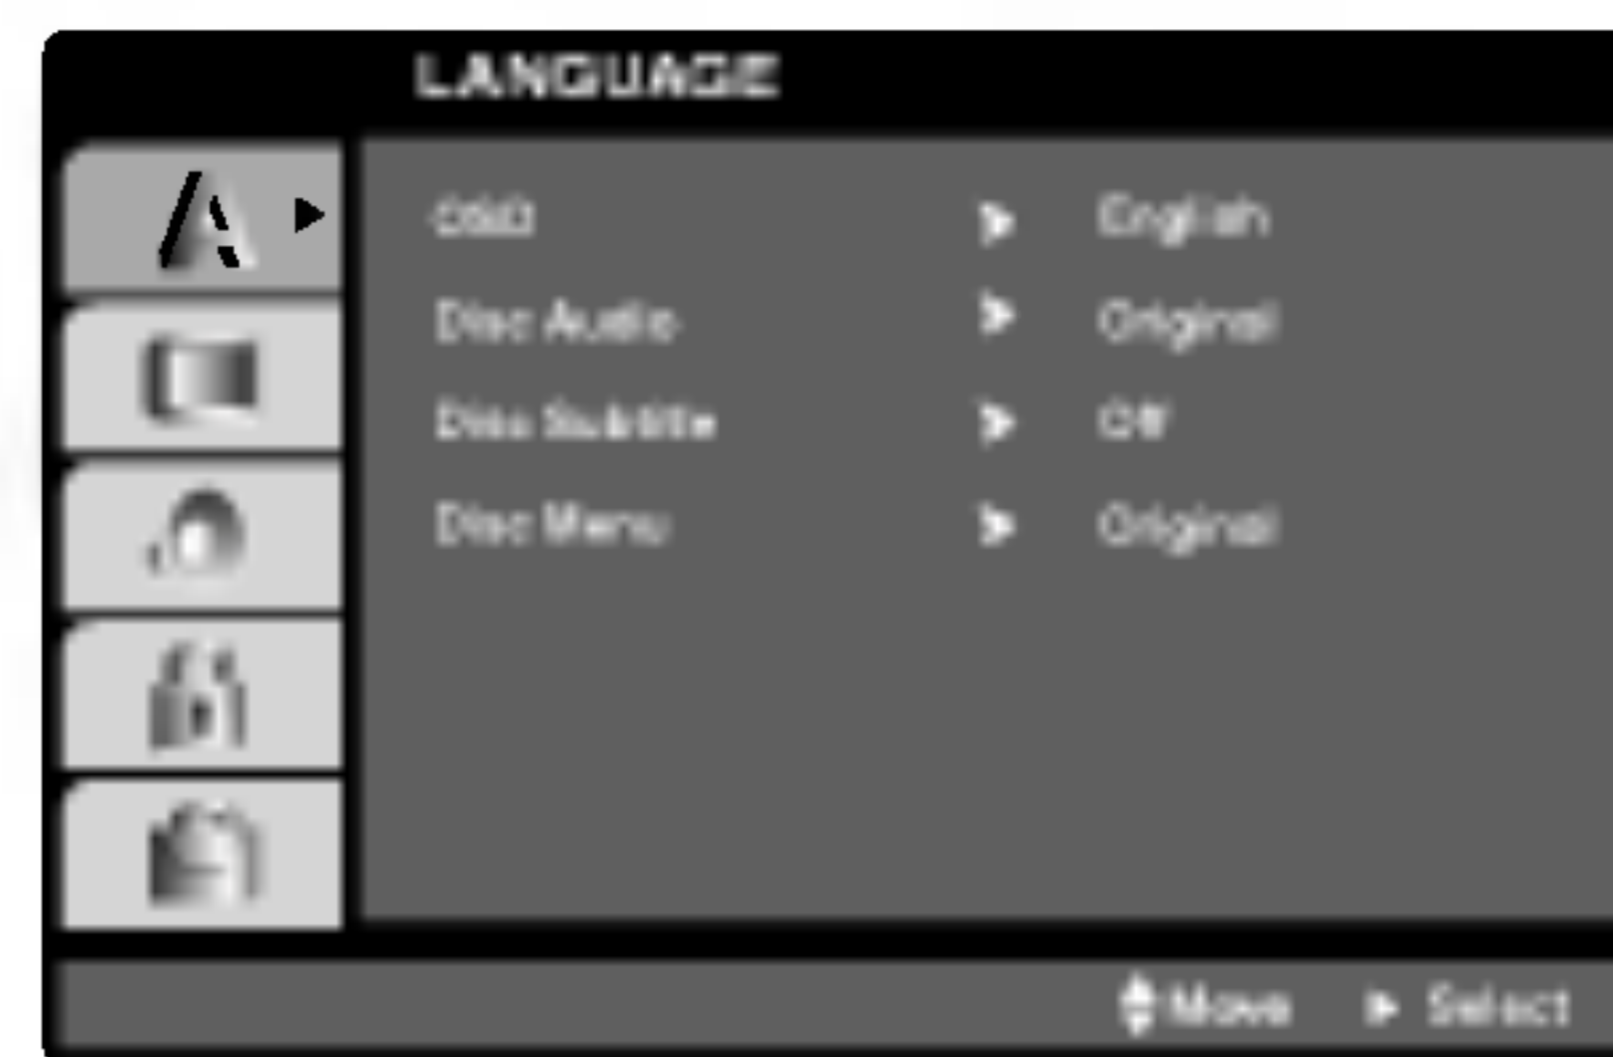 LANGUAGE
OSD English
Disc Audio Original
Disc Subtitle Off
Disc Menu Original
Move Select